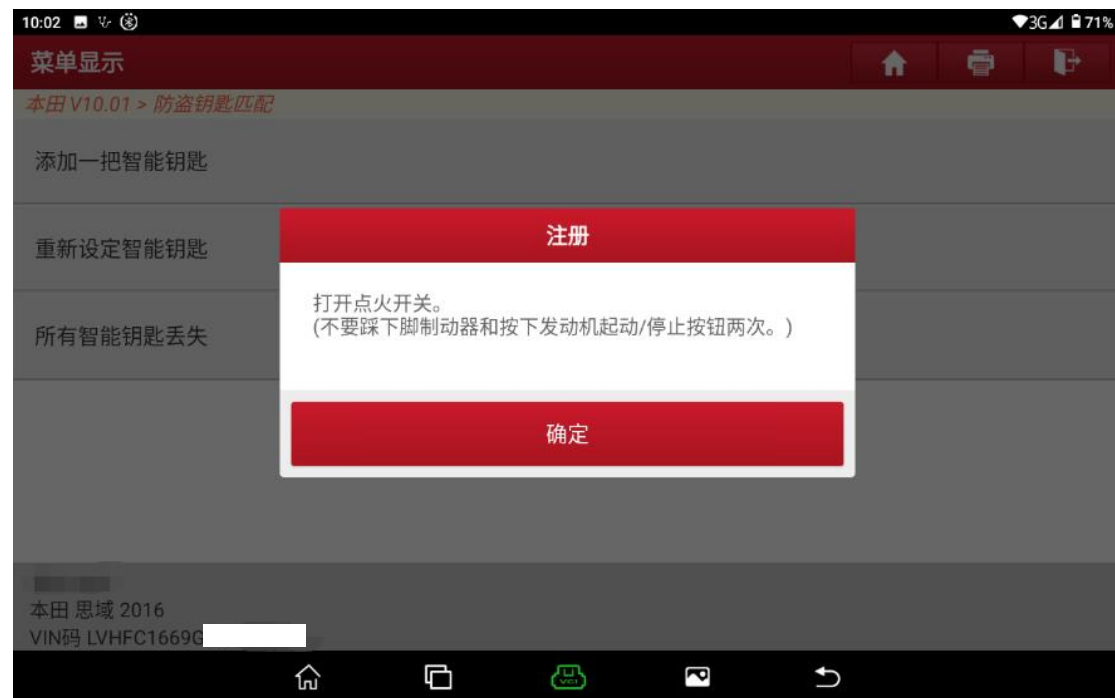 10:02
3G 71%
菜单显示
本田 V10.01 > 防盗钥匙匹配
添加一把智能钥匙
重新设定智能钥匙
所有智能钥匙丢失
注册
打开点火开关。
(不要踩下脚制动器和按下发动机起动/停止按钮两次。)
确定
本田 思域 2016
VIN码 LVHFC1669G
VCI